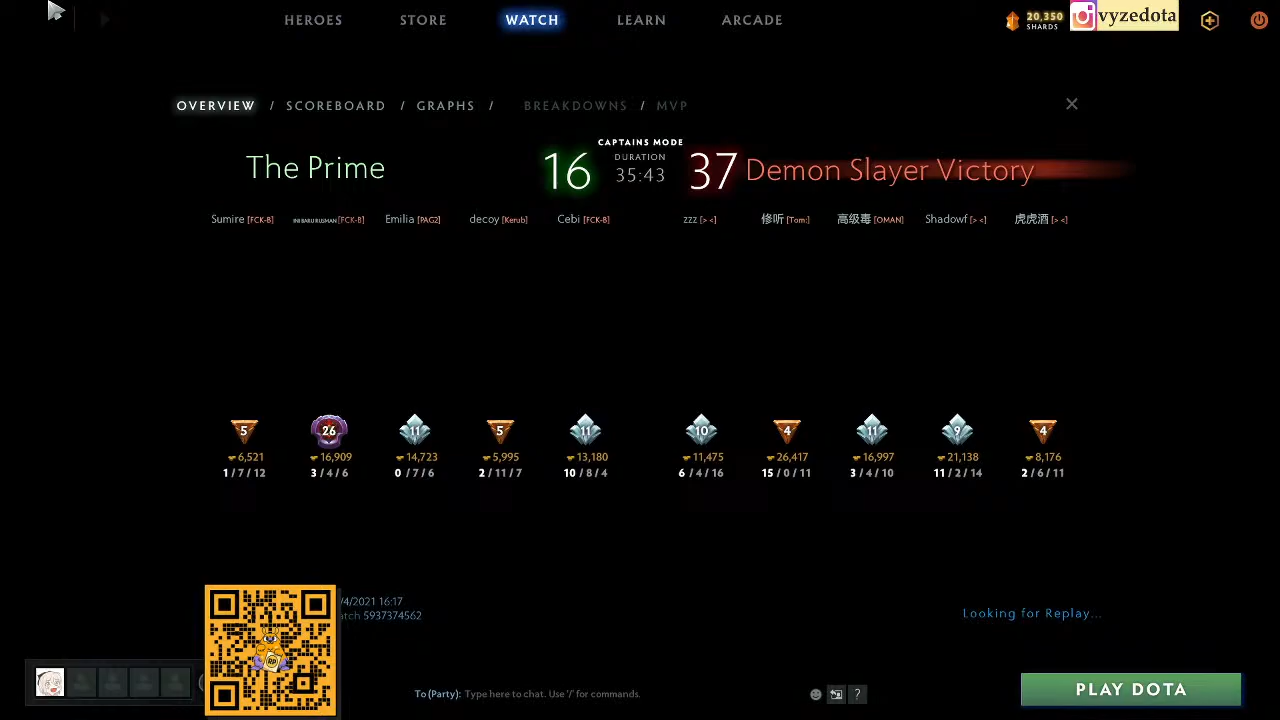 HEROES STORE WATCH LEARN ARCADE 20,350 SHARDS vyzedota
OVERVIEW / SCOREBOARD / GRAPHS / BREAKDOWNS / MVP
CAPTAINS MODE
The Prime 16 DURATION 35:43 37 Demon Slayer Victory
Sumire [FCK-B] INI BARU RUSMAN [FCK-B] Emilia [PAG2] decoy [Kerub] Cebi [FCK-B] zzz [> <] 修听 [Tom:] 高级毒 [OMAN] Shadowf [> <] 虎虎酒 [> <]
5 26 11 5 11 10 4 11 9 4
6,521 16,909 14,723 5,995 13,180 11,475 26,417 16,997 21,138 8,176
1/7/12 3/4/6 0/7/6 2/11/7 10/8/4 6/4/16 15/0/11 3/4/10 11/2/14 2/6/11
/4/2021 16:17
atch 5937374562
Looking for Replay...
RP
To (Party): Type here to chat. Use '/' for commands. ?
PLAY DOTA